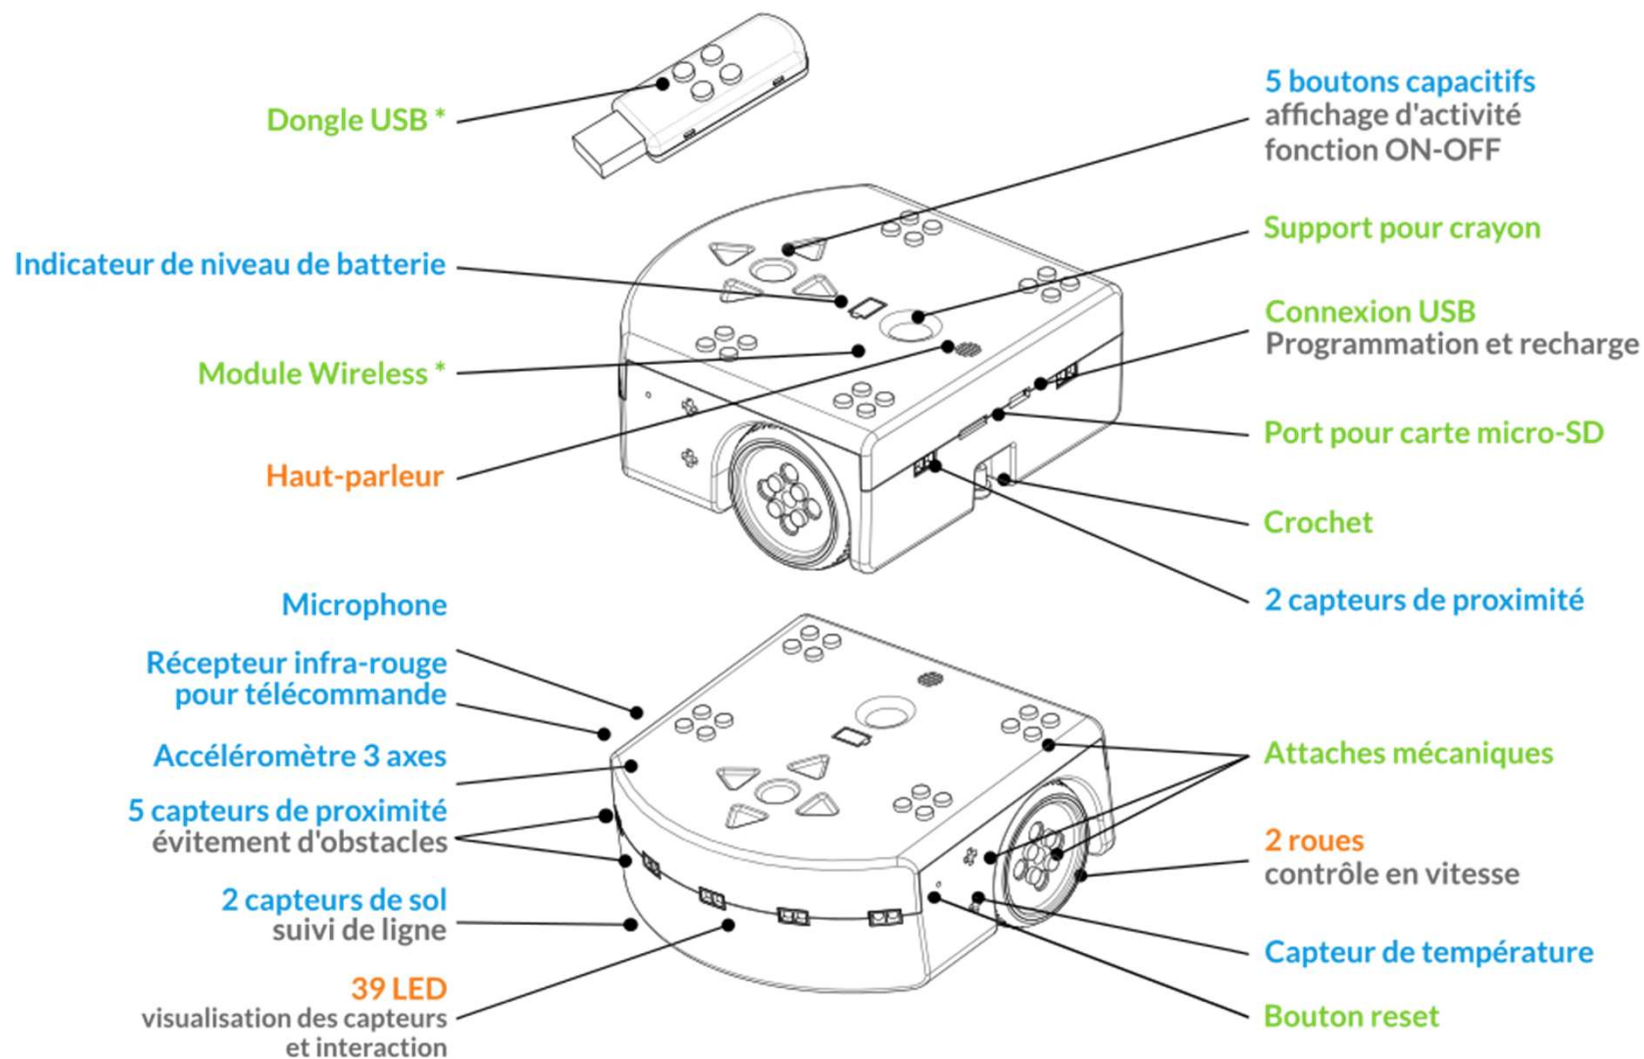 Dongle USB *
Indicateur de niveau de batterie
Module Wireless *
Haut-parleur
5 boutons capacitifs
affichage d'activité
fonction ON-OFF
Support pour crayon
Connexion USB
Programmation et recharge
Port pour carte micro-SD
Crochet
2 capteurs de proximité
Microphone
Récepteur infra-rouge
pour télécommande
Accéléromètre 3 axes
5 capteurs de proximité
évitement d'obstacles
2 capteurs de sol
suivi de ligne
39 LED
visualisation des capteurs
et interaction
Attaches mécaniques
2 roues
contrôle en vitesse
Capteur de température
Bouton reset